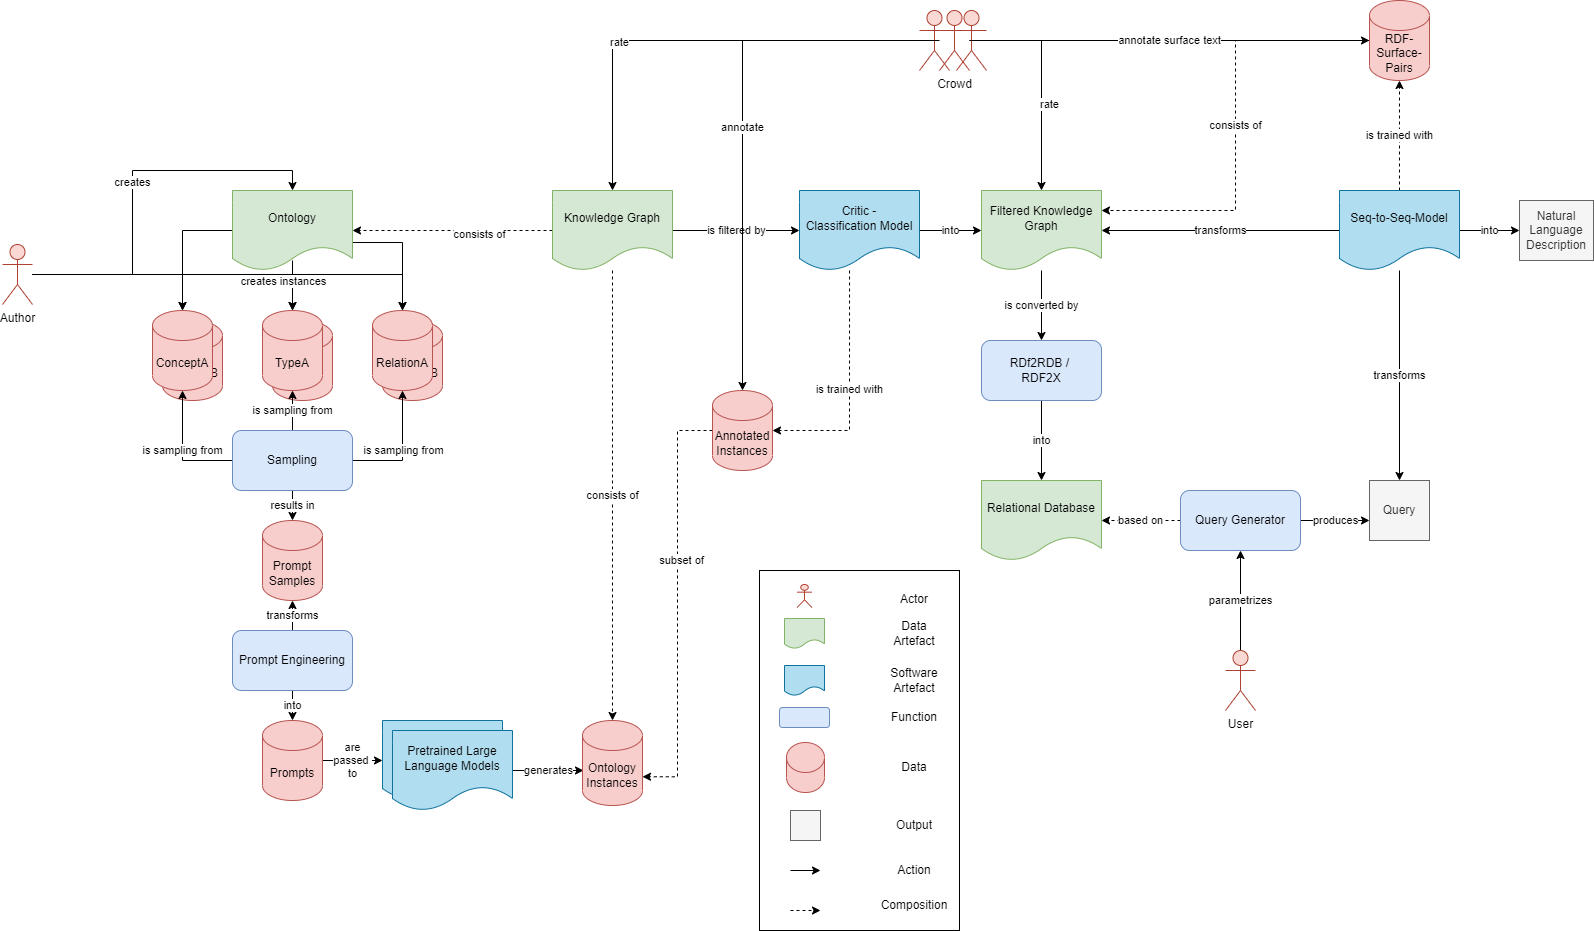 rate
annotate surface text
RDF-
Surface-
Pairs
Crowd
rate
annotate
consists of
is trained with
creates
Ontology
consists of
Knowledge Graph
is filtered by
Critic -
Classification Model
into
Filtered Knowledge
Graph
transforms
Seq-to-Seq-Model
into
Natural
Language
Description
Author
creates instances
is converted by
ConceptA
B
TypeA
RelationA
B
RDf2RDB /
RDF2X
transforms
is trained with
is sampling from
is sampling from
is sampling from
Annotated
Instances
into
Sampling
consists of
results in
Relational Database
based on
Query Generator
produces
Query
Prompt
Samples
subset of
transforms
parametrizes
Prompt Engineering
into
User
Prompts
are
passed
to
Pretrained Large
Language Models
generates
Ontology
Instances
Actor
Data
Artefact
Software
Artefact
Function
Data
Output
Action
Composition